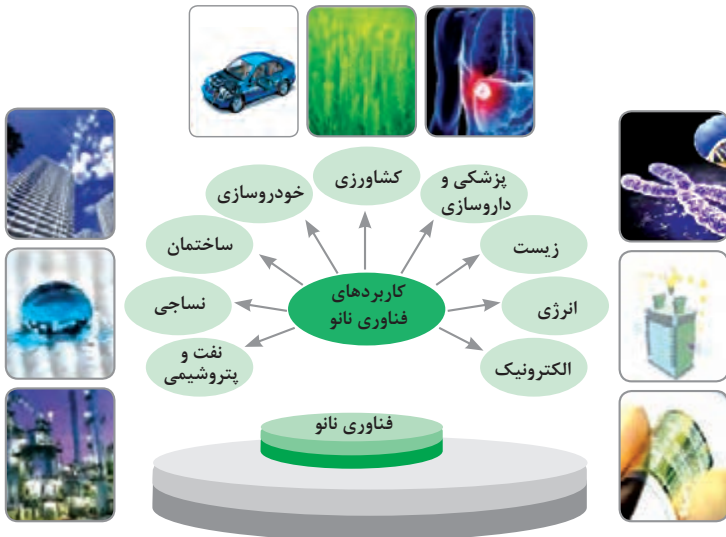 پزشکی و
داروسازی
کشاورزی
خودروسازی
زیست
ساختمان
کاربردهای
فناوری نانو
انرژی
نساجی
الکترونیک
نفت و
پتروشیمی
فناوری نانو